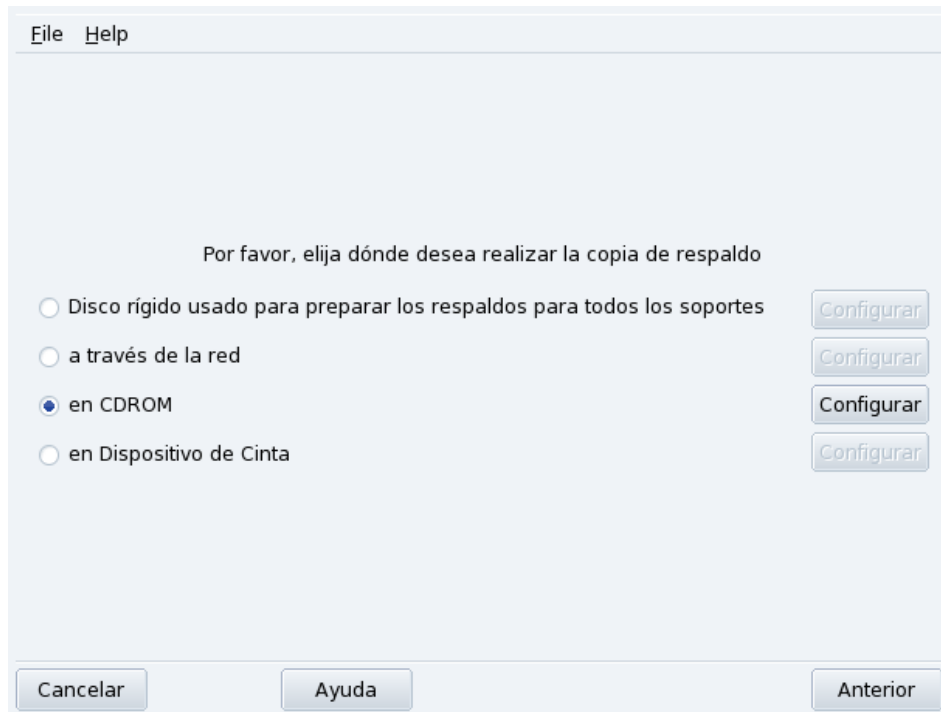 File Help
Por favor, elija dónde desea realizar la copia de respaldo
Disco rígido usado para preparar los respaldos para todos los soportes Configurar
a través de la red Configurar
en CDROM Configurar
en Dispositivo de Cinta Configurar
Cancelar Ayuda Anterior